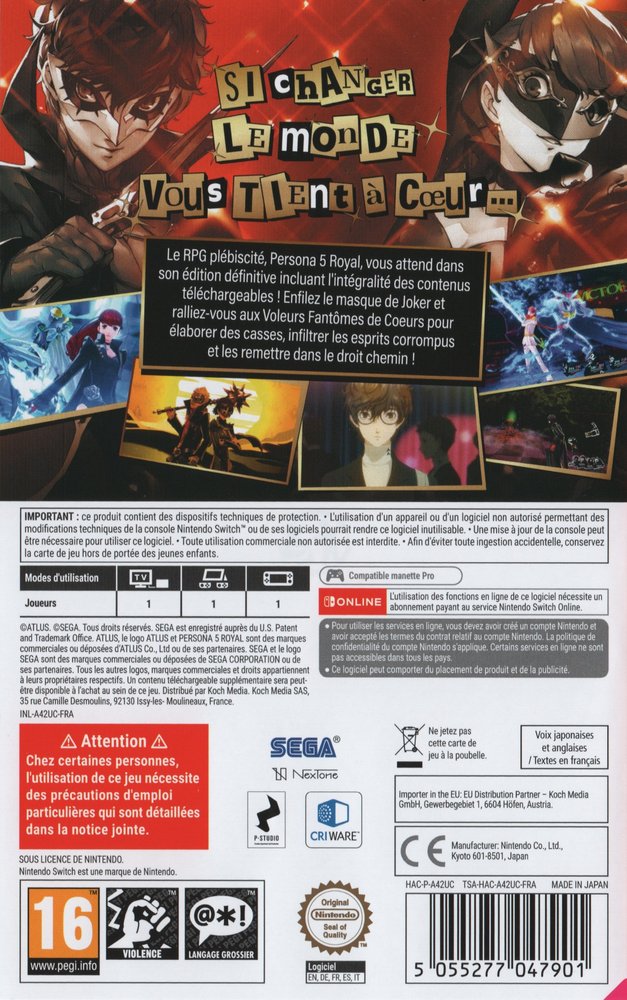 Si changer
le monde
vous tient à cœur...
Le RPG plébiscité, Persona 5 Royal, vous attend dans
son édition définitive incluant l'intégralité des contenus
téléchargeables ! Enfilez le masque de Joker et
ralliez-vous aux Voleurs Fantômes de Coeurs pour
élaborer des casses, infiltrer les esprits corrompus
et les remettre dans le droit chemin !
IMPORTANT : ce produit contient des dispositifs techniques de protection. • L'utilisation d'un appareil ou d'un logiciel non autorisé permettant des
modifications techniques de la console Nintendo Switch™ ou de ses logiciels pourrait rendre ce logiciel inutilisable. • Une mise à jour de la console peut
être nécessaire pour utiliser ce logiciel. • Toute utilisation commerciale non autorisée est interdite. • Afin d'éviter toute ingestion accidentelle, conservez
la carte de jeu hors de portée des jeunes enfants.
Modes d'utilisation TV
Joueurs 1 1 1
Compatible manette Pro
ONLINE L'utilisation des fonctions en ligne de ce logiciel nécessite un
abonnement payant au service Nintendo Switch Online.
• Pour utiliser les services en ligne, vous devez avoir créé un compte Nintendo et
avoir accepté les termes du contrat relatif au compte Nintendo. La politique de
confidentialité du compte Nintendo s'applique. Certains services en ligne ne sont
pas accessibles dans tous les pays.
• Ce logiciel peut comporter du placement de produit et de la publicité.
©ATLUS. ©SEGA. Tous droits réservés. SEGA est enregistré auprès du U.S. Patent
and Trademark Office. ATLUS, le logo ATLUS et PERSONA 5 ROYAL sont des marques
commerciales ou déposées d'ATLUS Co., Ltd ou de ses partenaires. SEGA et le logo
SEGA sont des marques commerciales ou déposées de SEGA CORPORATION ou de
ses partenaires. Tous les autres logos, marques commerciales et droits appartiennent
à leurs propriétaires respectifs. Un contenu téléchargeable supplémentaire sera peut-
être disponible à l'achat au sein de ce jeu. Distribué par Koch Media. Koch Media SAS,
35 rue Camille Desmoulins, 92130 Issy-les- Moulineaux, France.
INL-A42UC-FRA
Attention
Chez certaines personnes,
l'utilisation de ce jeu nécessite
des précautions d'emploi
particulières qui sont détaillées
dans la notice jointe.
SEGA®
NexTone
P-STUDIO
CRIWARE™
Ne jetez pas
cette carte de
jeu à la poubelle.
Voix japonaises
et anglaises
/ Textes en français
Importer in the EU: EU Distribution Partner – Koch Media
GmbH, Gewerbegebiet 1, 6604 Höfen, Austria.
CE Manufacturer: Nintendo Co., Ltd.,
Kyoto 601-8501, Japan
SOUS LICENCE DE NINTENDO.
Nintendo Switch est une marque de Nintendo.
HAC-P-A42UC TSA-HAC-A42UC-FRA MADE IN JAPAN
16
www.pegi.info
VIOLENCE
@*!
LANGAGE GROSSIER
Original
Nintendo
Seal of
Quality
Logiciel
EN, DE, FR, ES, IT
5 055277 047901